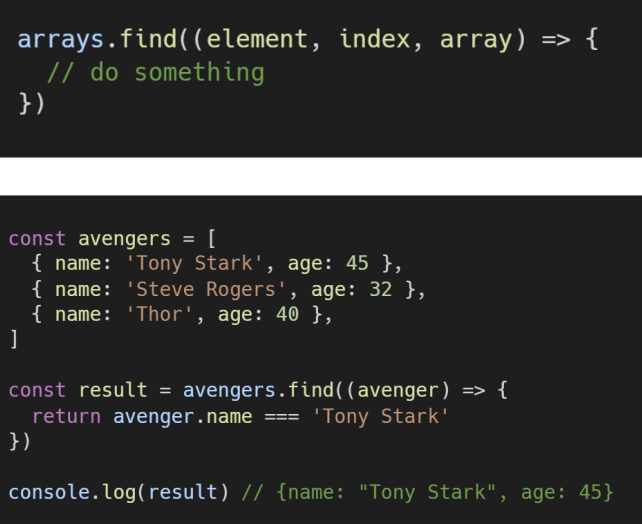 arrays.find((element, index, array) => {
  // do something
})
const avengers = [
  { name: 'Tony Stark', age: 45 },
  { name: 'Steve Rogers', age: 32 },
  { name: 'Thor', age: 40 },
]
const result = avengers.find((avenger) => {
  return avenger.name === 'Tony Stark'
})
console.log(result) // {name: "Tony Stark", age: 45}